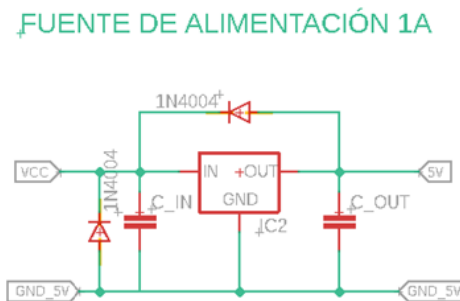 FUENTE DE ALIMENTACIÓN 1A
1N4004
VCC
1N4004
C_IN
IN
OUT
GND
IC2
5V
C_OUT
GND_5V
GND_5V